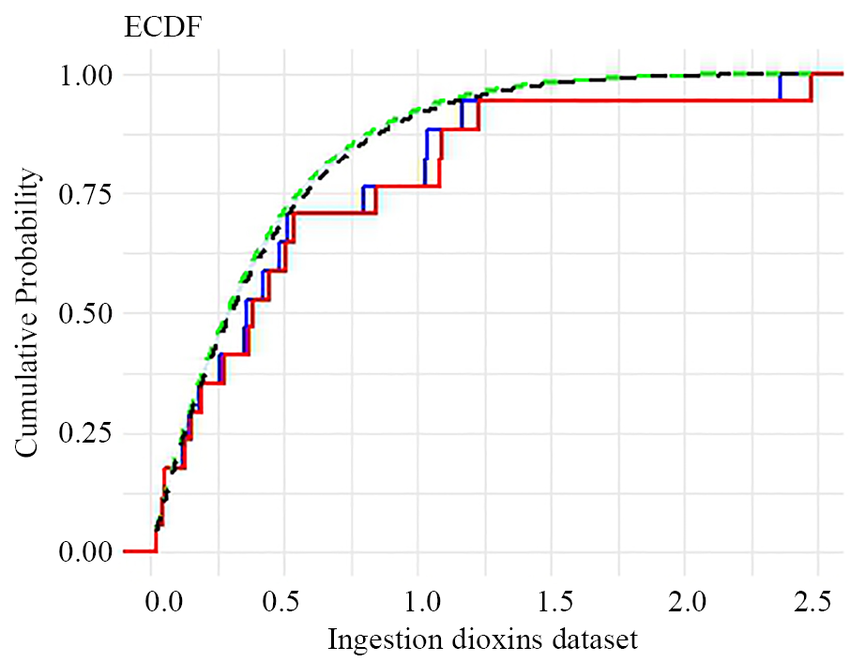 ECDF
1.00
0.75
0.50
0.25
0.00
Cumulative Probability
0.0 0.5 1.0 1.5 2.0 2.5
Ingestion dioxins dataset